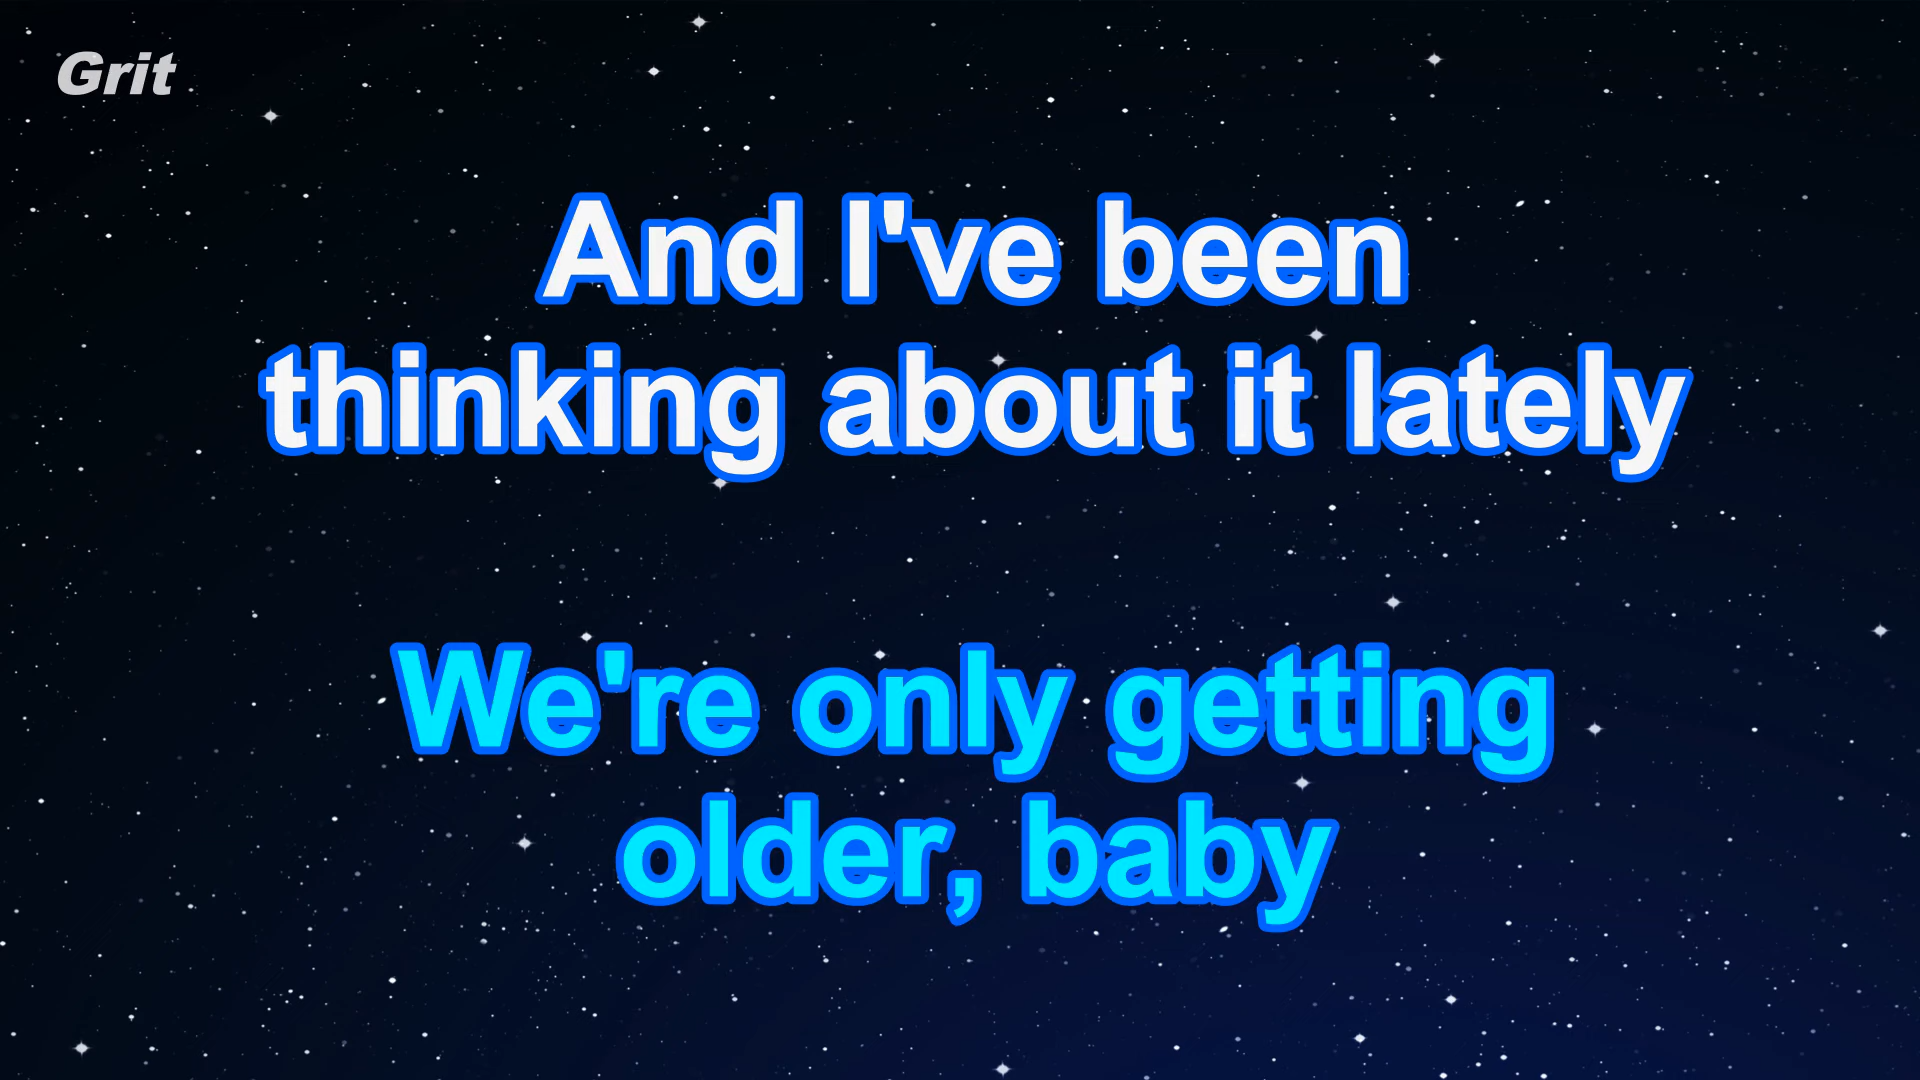 Grit
And I've been
thinking about it lately
We're only getting
older, baby